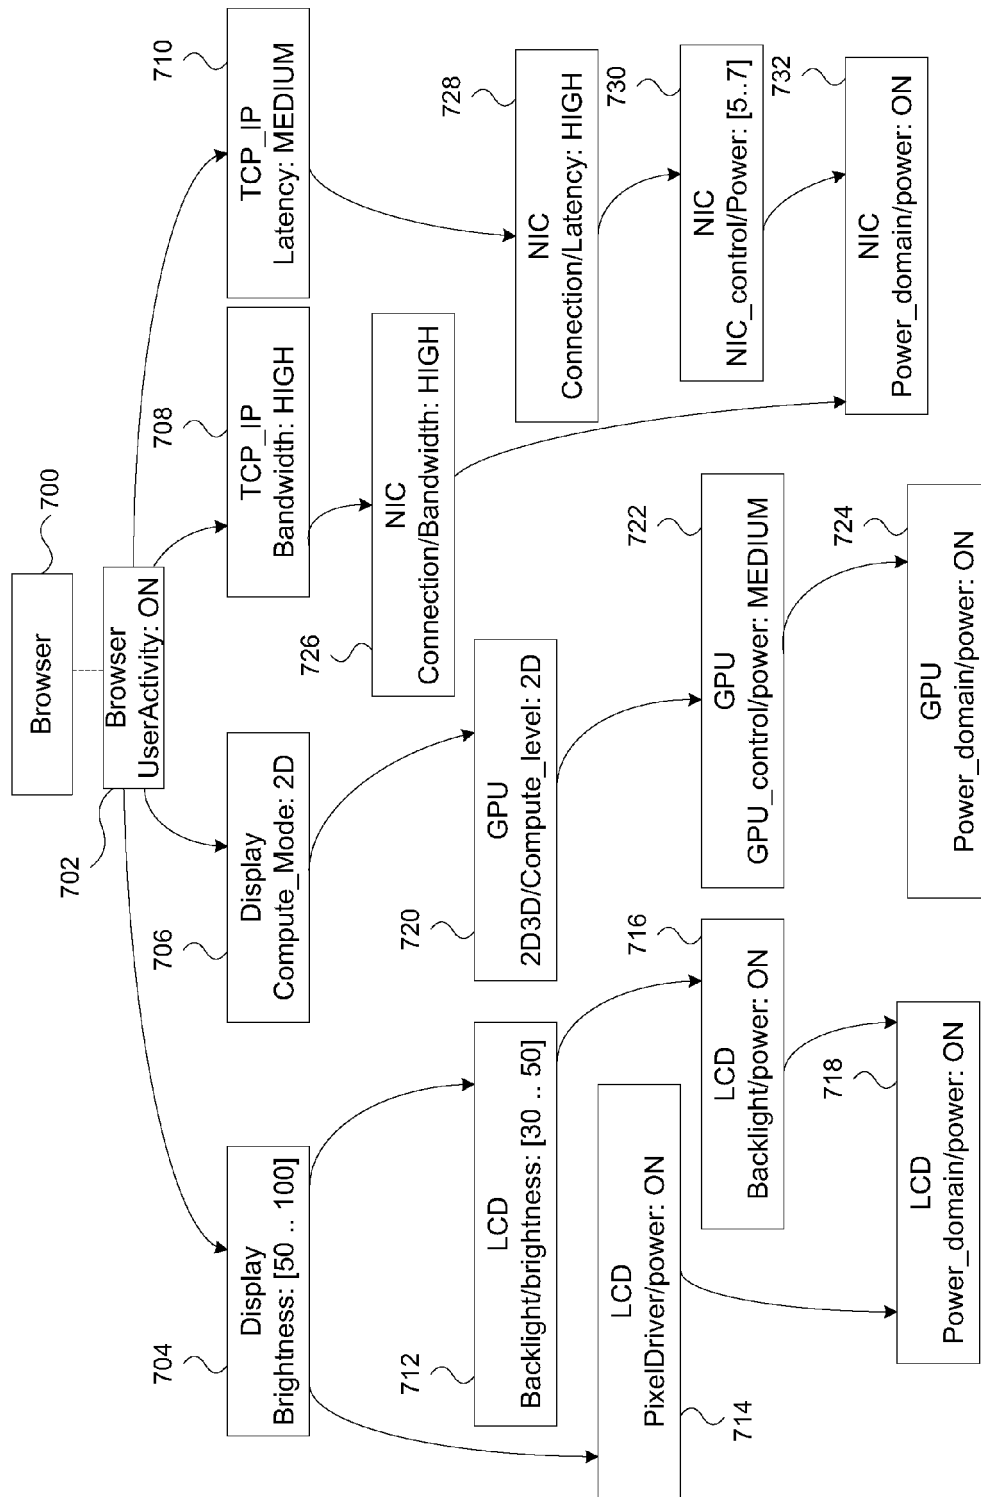 700
Browser
702
Browser
UserActivity: ON
704
Display
Brightness: [50 .. 100]
706
Display
Compute_Mode: 2D
708
TCP_IP
Bandwidth: HIGH
710
TCP_IP
Latency: MEDIUM
712
LCD
Backlight/brightness: [30 .. 50]
714
LCD
PixelDriver/power: ON
716
LCD
Backlight/power: ON
718
LCD
Power_domain/power: ON
720
GPU
2D3D/Compute_level: 2D
722
GPU
GPU_control/power: MEDIUM
724
GPU
Power_domain/power: ON
726
NIC
Connection/Bandwidth: HIGH
728
NIC
Connection/Latency: HIGH
730
NIC
NIC_control/Power: [5..7]
732
NIC
Power_domain/power: ON